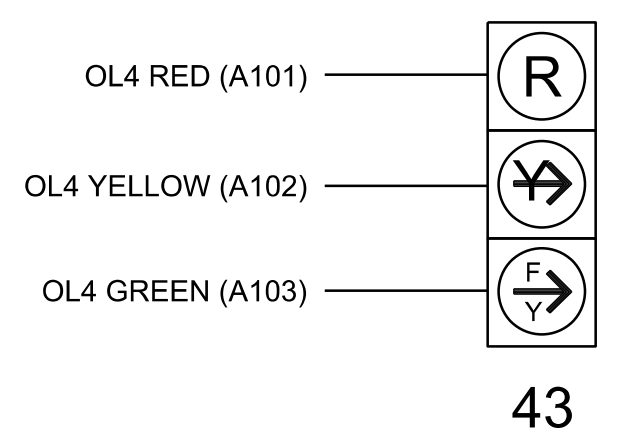 OL4 RED (A101)
R
OL4 YELLOW (A102)
Y
OL4 GREEN (A103)
F
Y
43